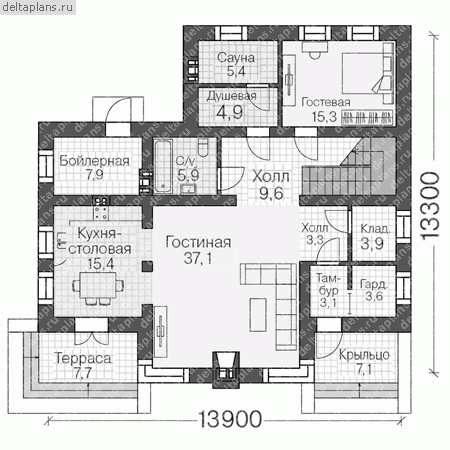 deltaplans.ru
Сауна
5,4
Душевая
4,9
Гостевая
15,3
Бойлерная
7,9
С/у
5,9
Холл
9,6
Кухня-
столовая
15,4
Гостиная
37,1
Холл
3,3
Клад.
3,9
Там-
бур
3,1
Гард.
3,6
Терраса
7,7
Крыльцо
7,1
13900
13300